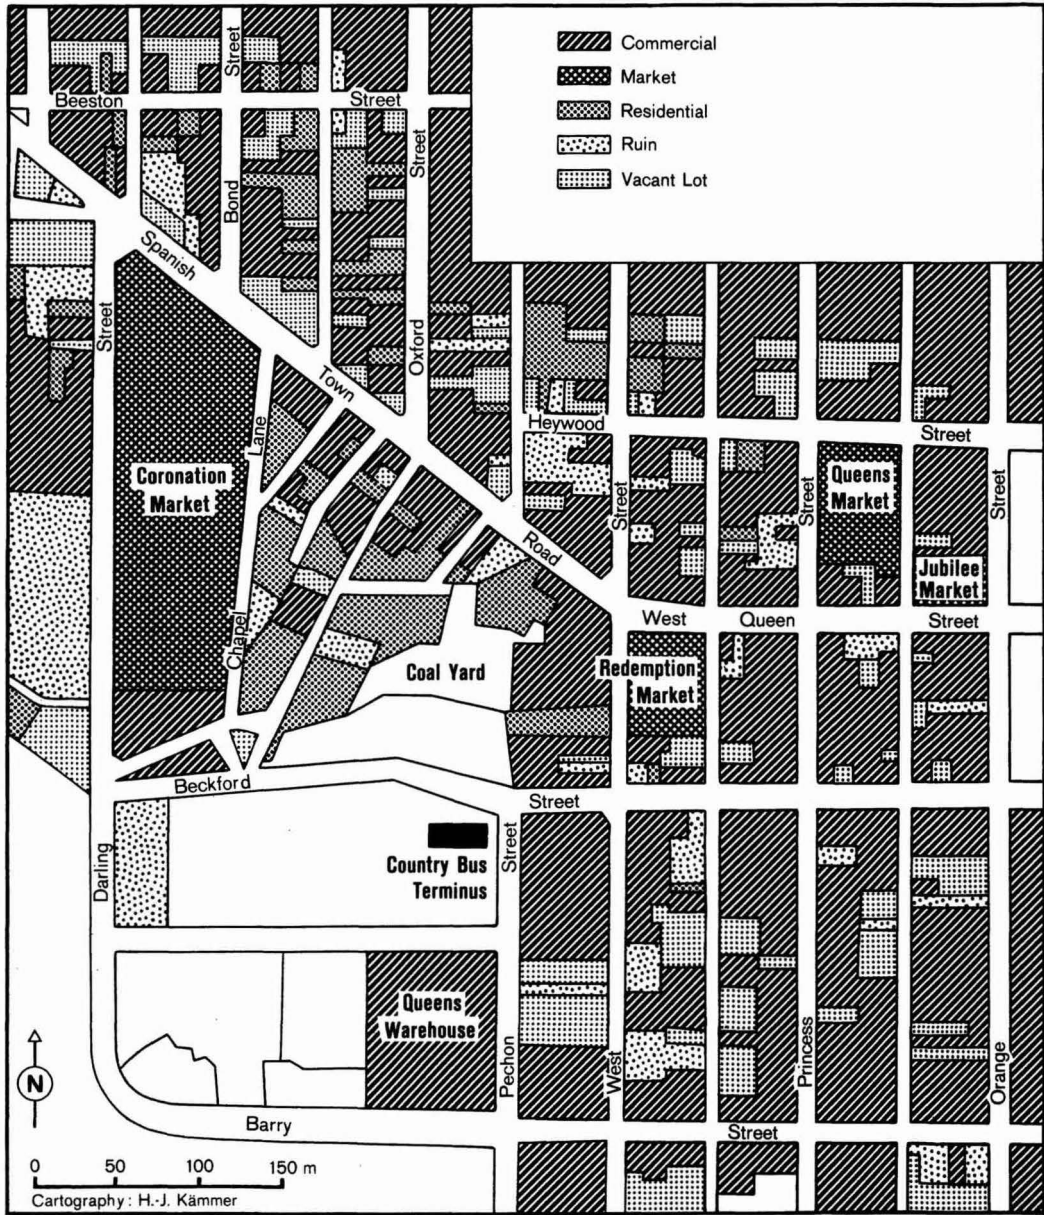 Commercial
Market
Residential
Ruin
Vacant Lot
Beeston
Street
Street
Street
Bond
Spanish
Street
Oxford
Town
Lane
Coronation
Market
Heywood
Street
Queens
Market
Street
Street
Street
Road
Jubilee
Market
Chapel
West
Queen
Street
Redemption
Market
Coal Yard
Beckford
Street
Country Bus
Terminus
Street
Darling
Queens
Warehouse
Pechon
West
Princess
Orange
N
Barry
Street
0 50 100 150 m
Cartography: H.-J. Kämmer